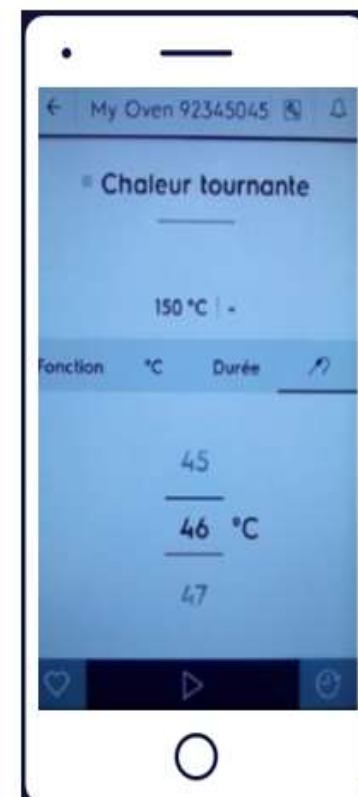 My Oven 92345045
Chaleur tournante
150 °C | -
Fonction °C Durée
45
46 °C
47